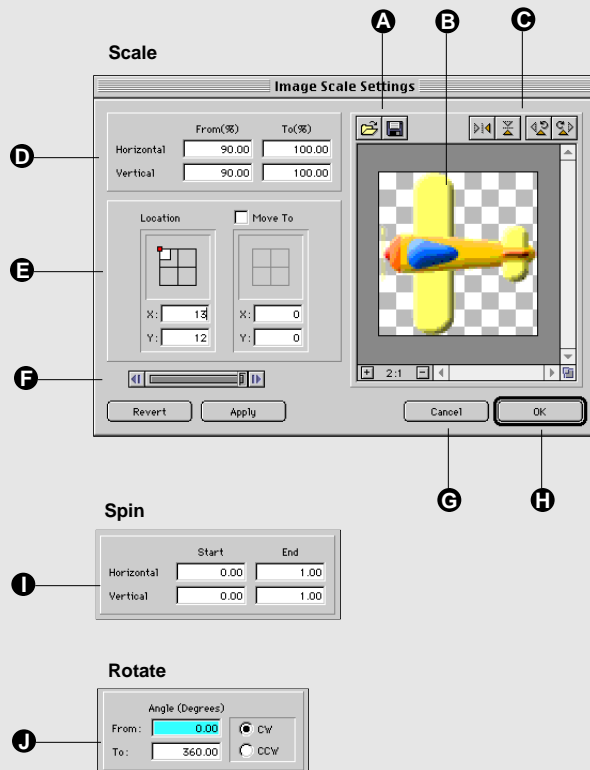 A B C
Scale
Image Scale Settings
D
From(%) To(%)
Horizontal 90.00 100.00
Vertical 90.00 100.00
E
Location Move To
X: 13 X: 0
Y: 12 Y: 0
2:1
F
Revert Apply Cancel OK
G H
Spin
I
Start End
Horizontal 0.00 1.00
Vertical 0.00 1.00
Rotate
J
Angle (Degrees)
From: 0.00 CW
To: 360.00 CCW